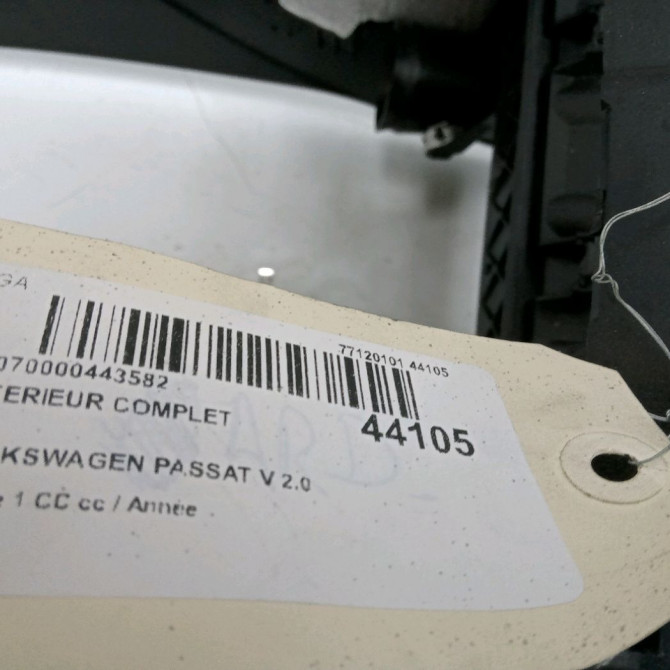 GA
77120101 44105
070000443582
TERIEUR COMPLET
44105
KSWAGEN PASSAT V 2.0
e 1 CC cc / Année